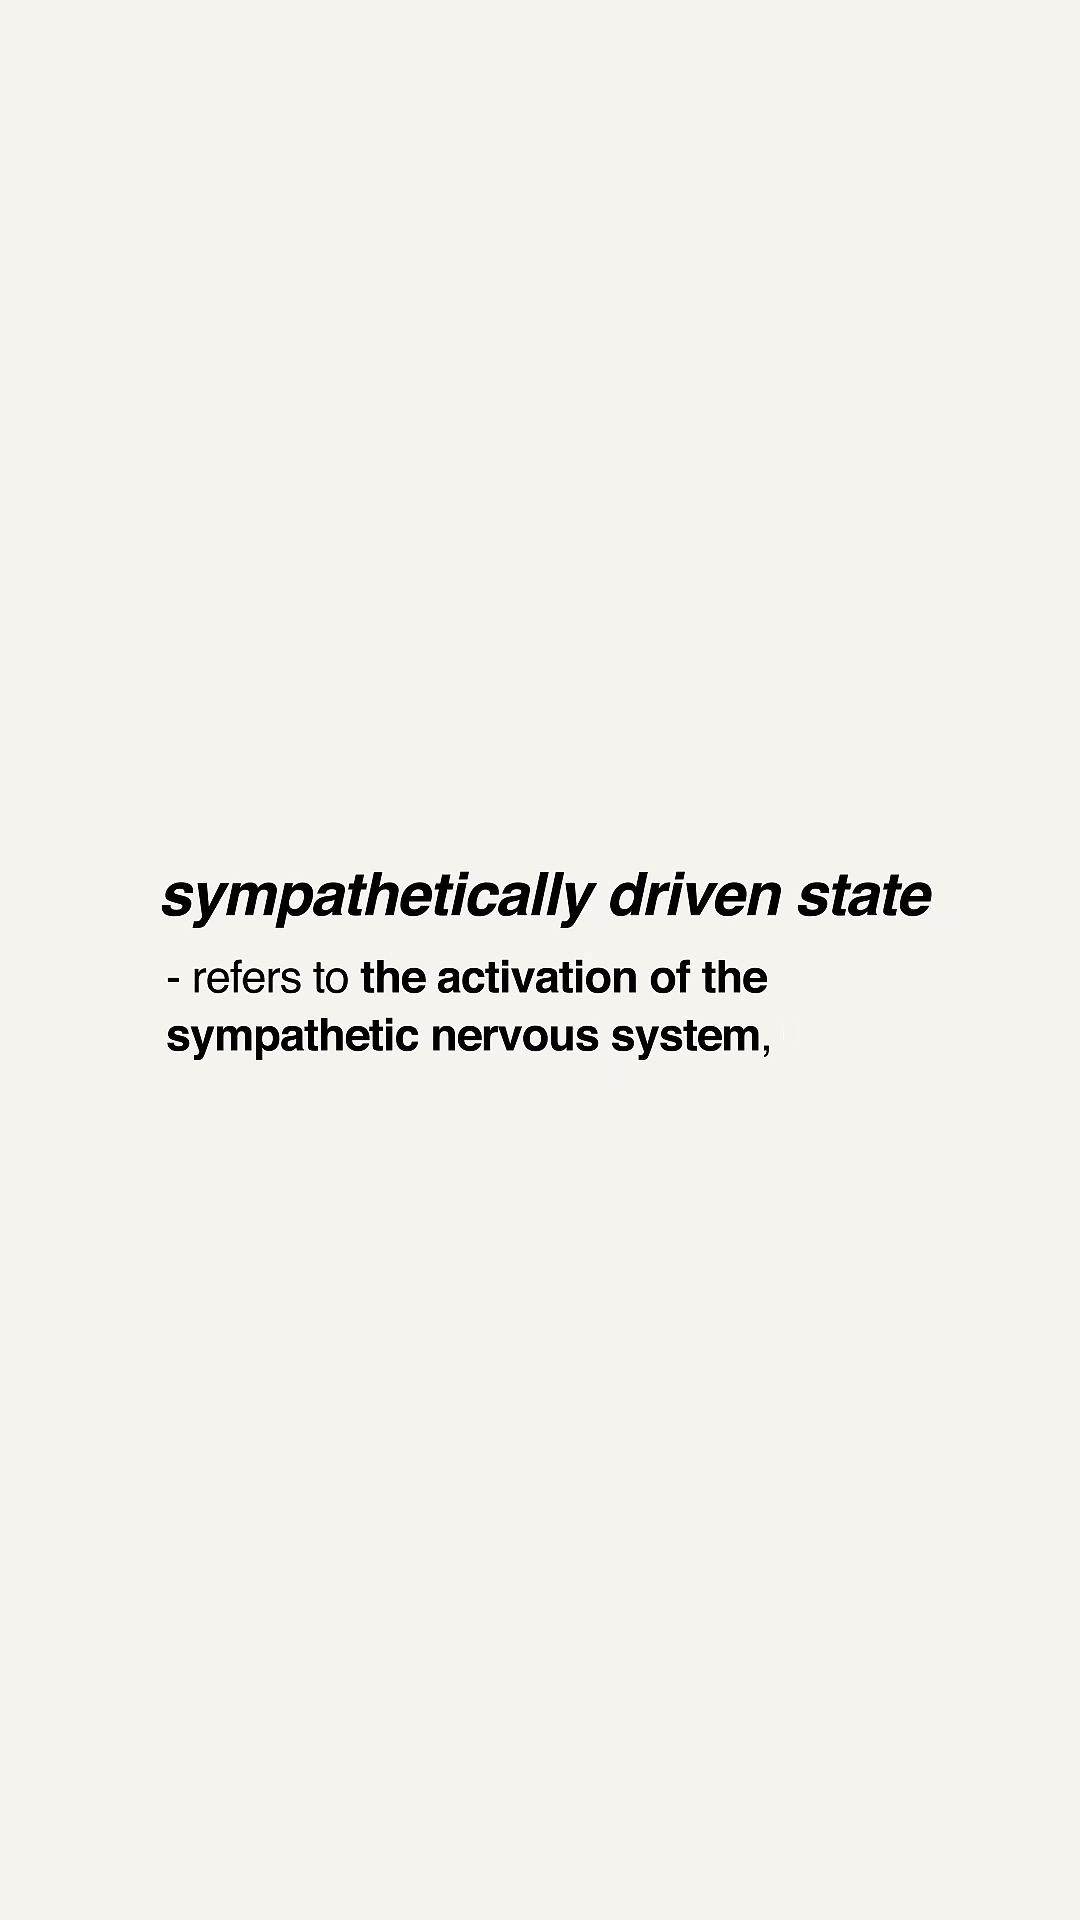 sympathetically driven state
- refers to the activation of the
sympathetic nervous system,